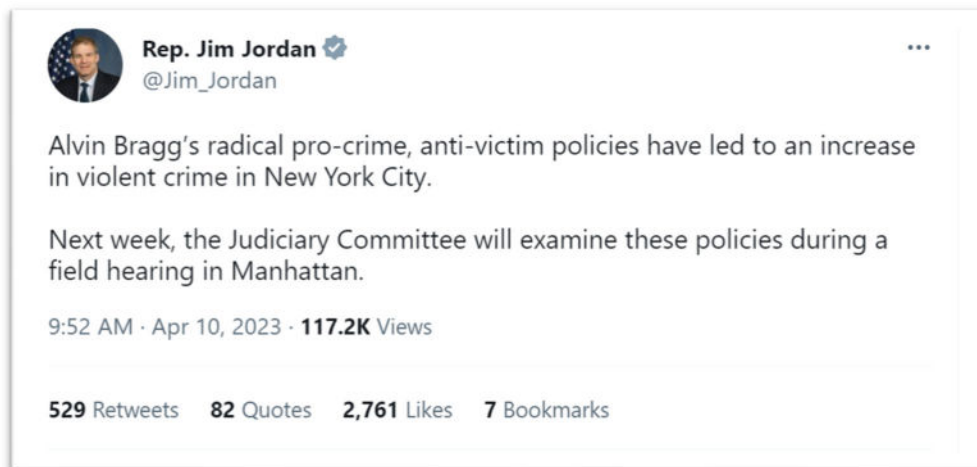 Rep. Jim Jordan
@Jim_Jordan
Alvin Bragg's radical pro-crime, anti-victim policies have led to an increase
in violent crime in New York City.
Next week, the Judiciary Committee will examine these policies during a
field hearing in Manhattan.
9:52 AM · Apr 10, 2023 · 117.2K Views
529 Retweets 82 Quotes 2,761 Likes 7 Bookmarks